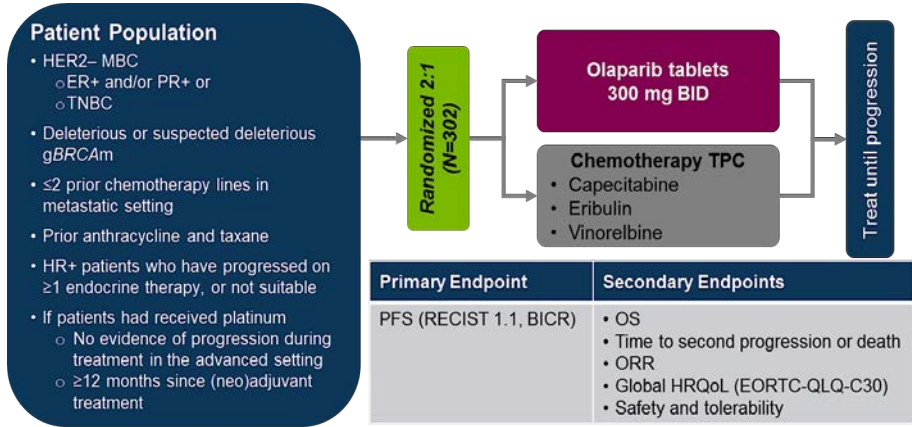 Patient Population
• HER2– MBC
o ER+ and/or PR+ or
o TNBC
• Deleterious or suspected deleterious
gBRCAm
• ≤2 prior chemotherapy lines in
metastatic setting
• Prior anthracycline and taxane
• HR+ patients who have progressed on
≥1 endocrine therapy, or not suitable
• If patients had received platinum
o No evidence of progression during
treatment in the advanced setting
o ≥12 months since (neo)adjuvant
treatment
Randomized 2:1
(N=302)
Olaparib tablets
300 mg BID
Chemotherapy TPC
• Capecitabine
• Eribulin
• Vinorelbine
Treat until progression
Primary Endpoint
PFS (RECIST 1.1, BICR)
Secondary Endpoints
• OS
• Time to second progression or death
• ORR
• Global HRQoL (EORTC-QLQ-C30)
• Safety and tolerability